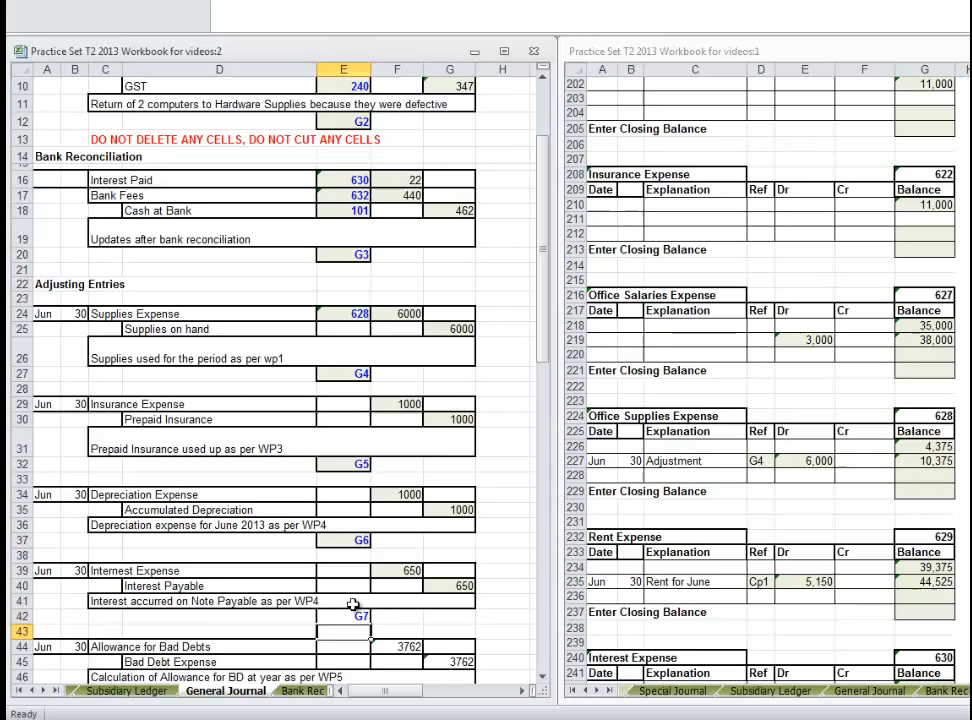 Practice Set T2 2013 Workbook for videos:2
A B C D E F G H
10 GST 240 347
11 Return of 2 computers to Hardware Supplies because they were defective
12 G2
13 DO NOT DELETE ANY CELLS, DO NOT CUT ANY CELLS
14 Bank Reconciliation
16 Interest Paid 630 22
17 Bank Fees 632 440
18 Cash at Bank 101 462
19 Updates after bank reconciliation
20 G3
21
22 Adjusting Entries
23
24 Jun 30 Supplies Expense 628 6000
25 Supplies on hand 6000
26 Supplies used for the period as per wp1
27 G4
28
29 Jun 30 Insurance Expense 1000
30 Prepaid Insurance 1000
31 Prepaid Insurance used up as per WP3
32 G5
33
34 Jun 30 Depreciation Expense 1000
35 Accumulated Depreciation 1000
36 Depreciation expense for June 2013 as per WP4
37 G6
38
39 Jun 30 Internest Expense 650
40 Interest Payable 650
41 Interest accurred on Note Payable as per WP4
42 G7
43
44 Jun 30 Allowance for Bad Debts 3762
45 Bad Debt Expense 3762
46 Calculation of Allowance for BD at year as per WP5
Subsidiary Ledger General Journal Bank Rec
Ready
Practice Set T2 2013 Workbook for videos:1
A B C D E F G H
202 11,000
203
204
205 Enter Closing Balance
206
207
208 Insurance Expense 622
209 Date Explanation Ref Dr Cr Balance
210 11,000
211
212
213 Enter Closing Balance
214
215
216 Office Salaries Expense 627
217 Date Explanation Ref Dr Cr Balance
218 35,000
219 3,000 38,000
220
221 Enter Closing Balance
222
223
224 Office Supplies Expense 628
225 Date Explanation Ref Dr Cr Balance
226 4,375
227 Jun 30 Adjustment G4 6,000 10,375
228
229 Enter Closing Balance
230
231
232 Rent Expense 629
233 Date Explanation Ref Dr Cr Balance
234 39,375
235 Jun 30 Rent for June Cp1 5,150 44,525
236
237 Enter Closing Balance
238
239
240 Interest Expense 630
241 Date Explanation Ref Dr Cr Balance
Special Journal Subsidiary Ledger General Journal Bank Rec